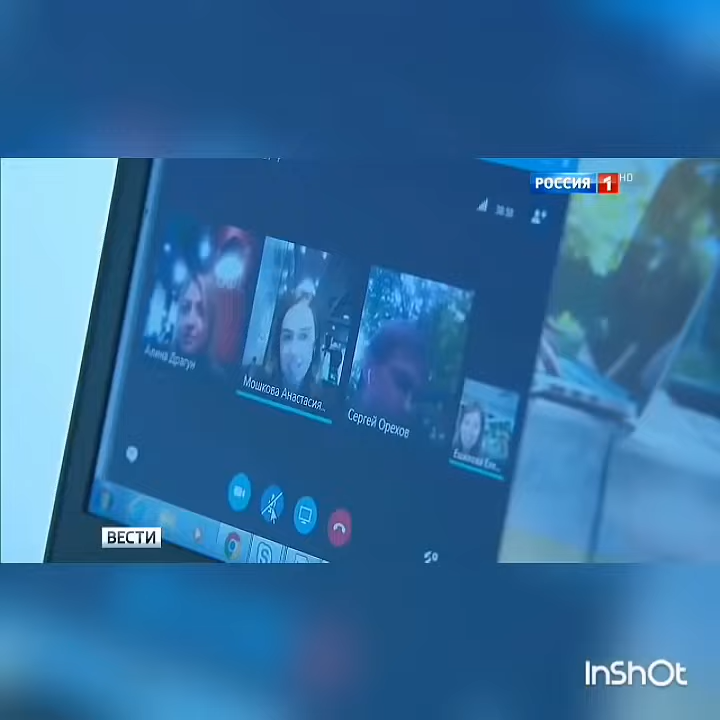 РОССИЯ 1 HD
Алина Драгун
Мошкова Анастасия...
Сергей Орехов
ВЕСТИ
InShOt